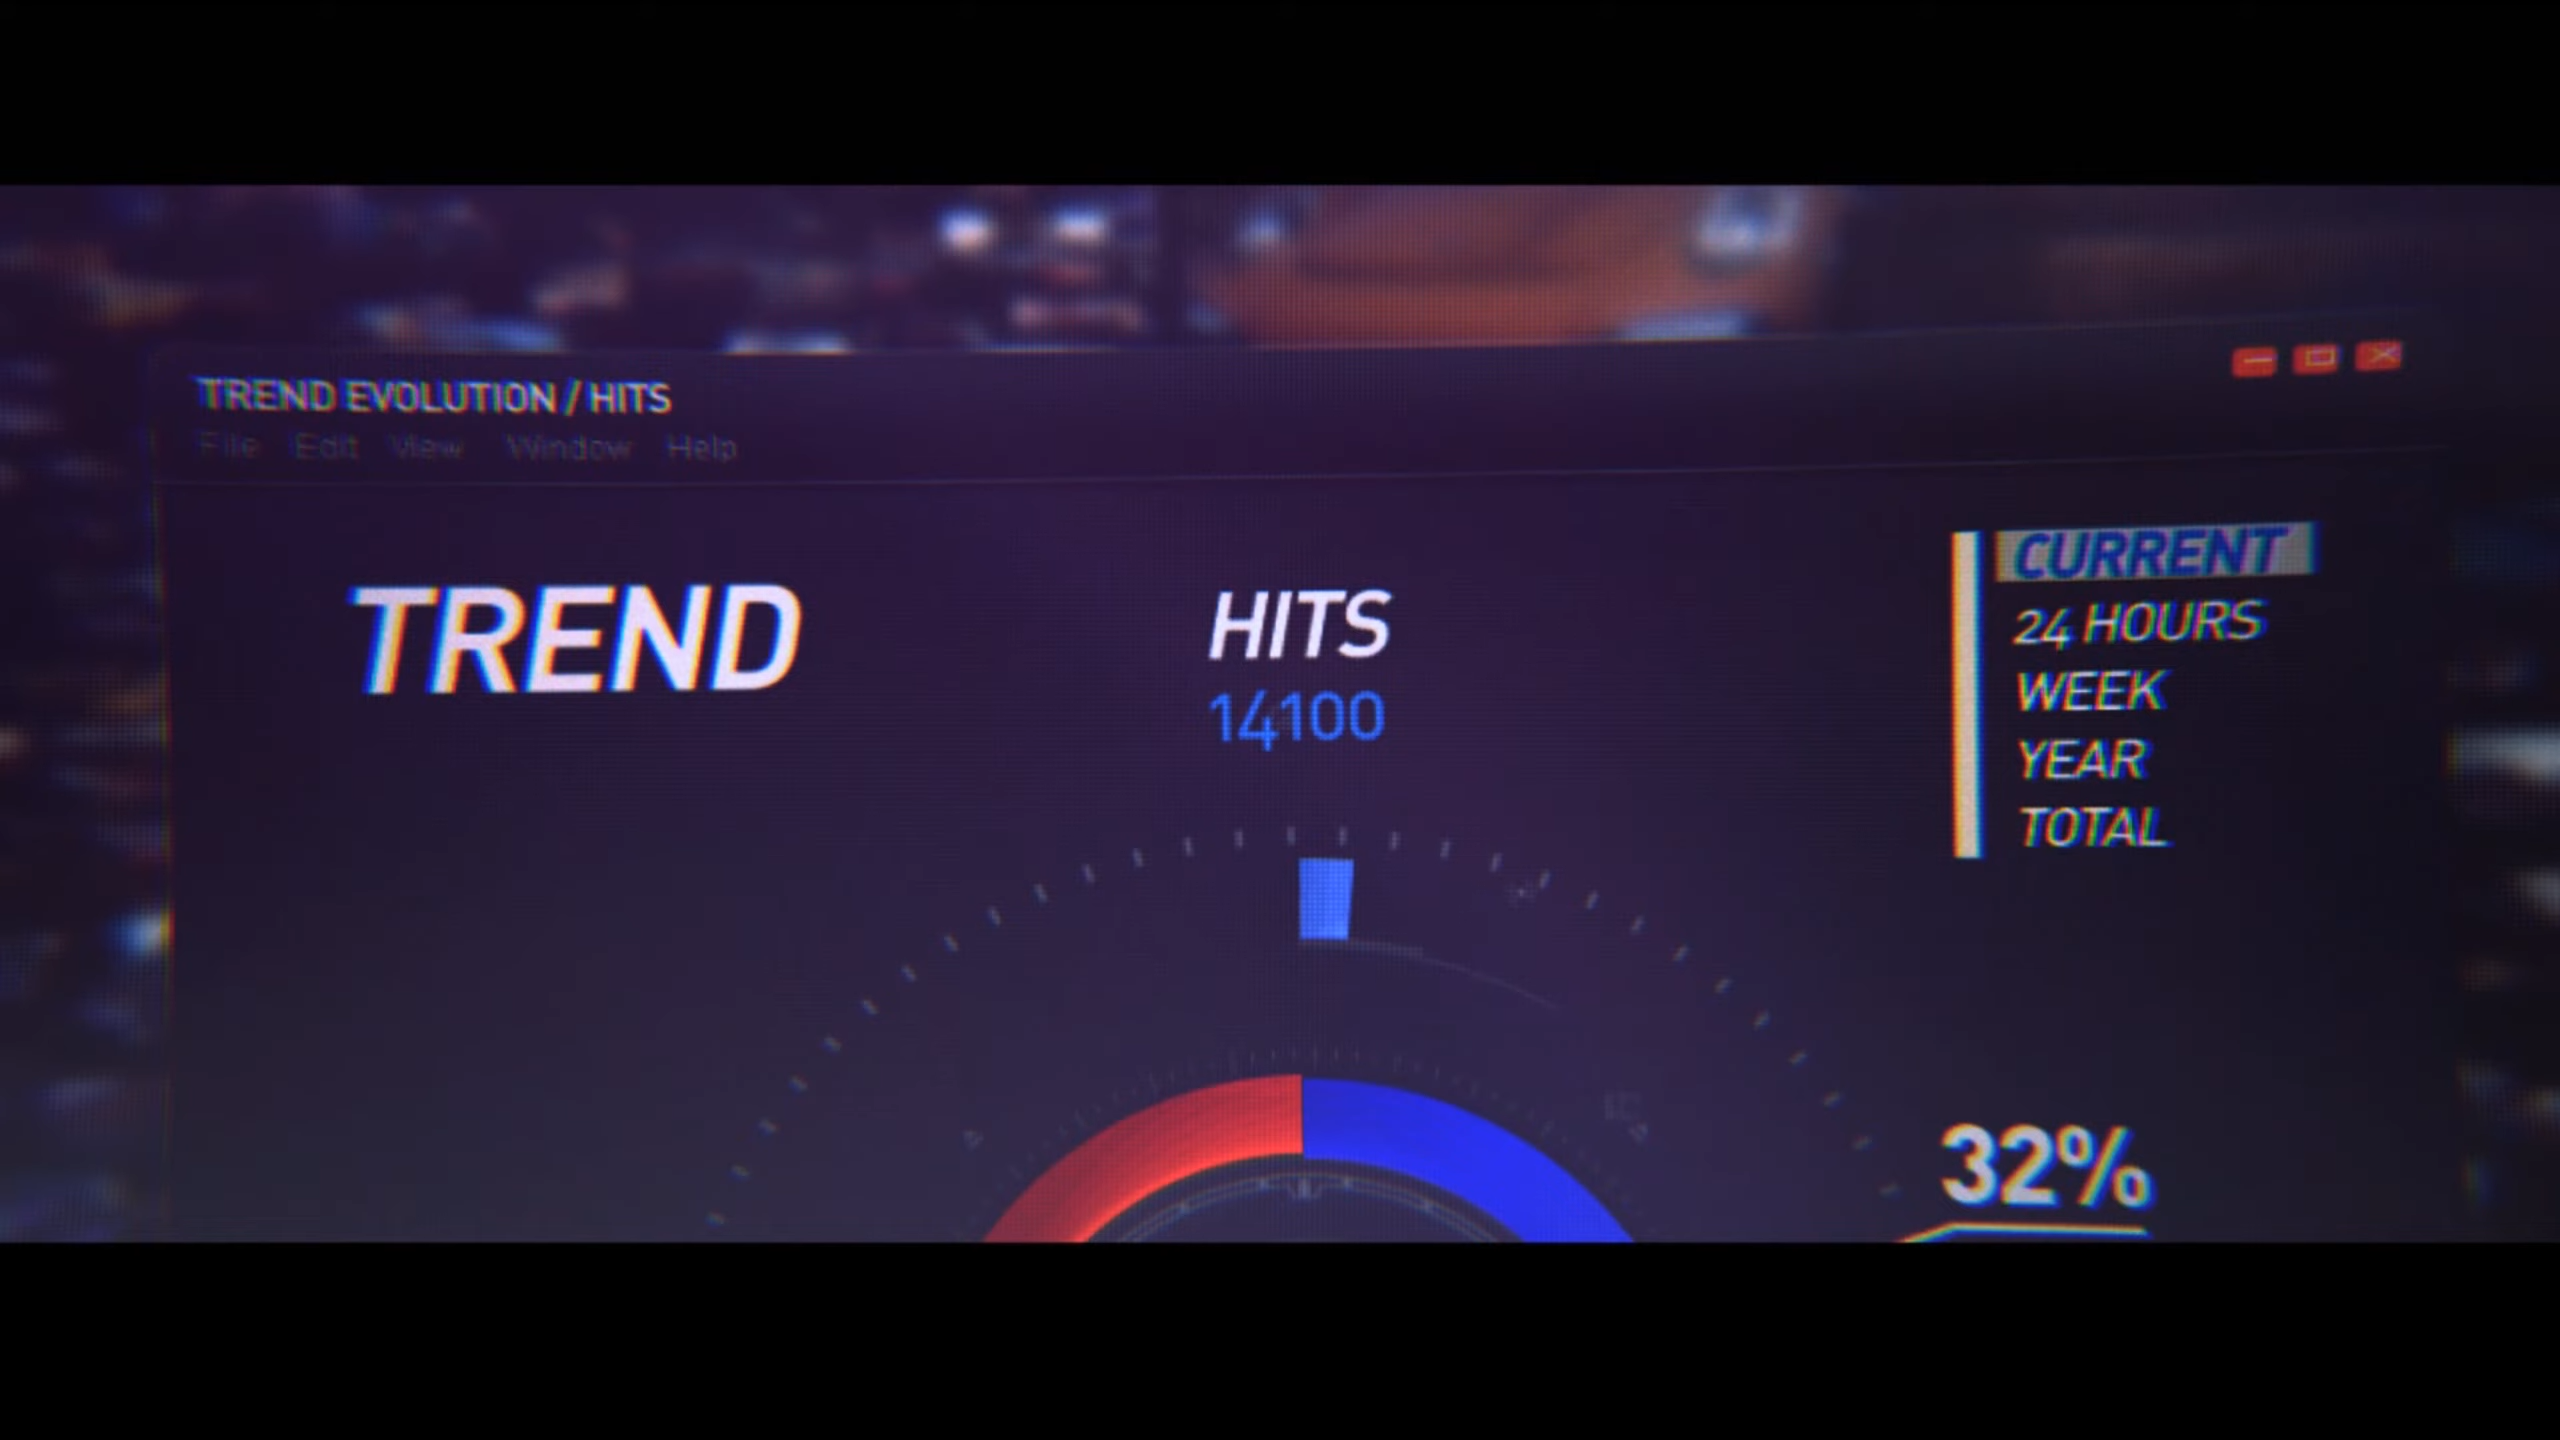 TREND EVOLUTION / HITS
File Edit View Window Help
TREND
HITS
14100
CURRENT
24 HOURS
WEEK
YEAR
TOTAL
32%